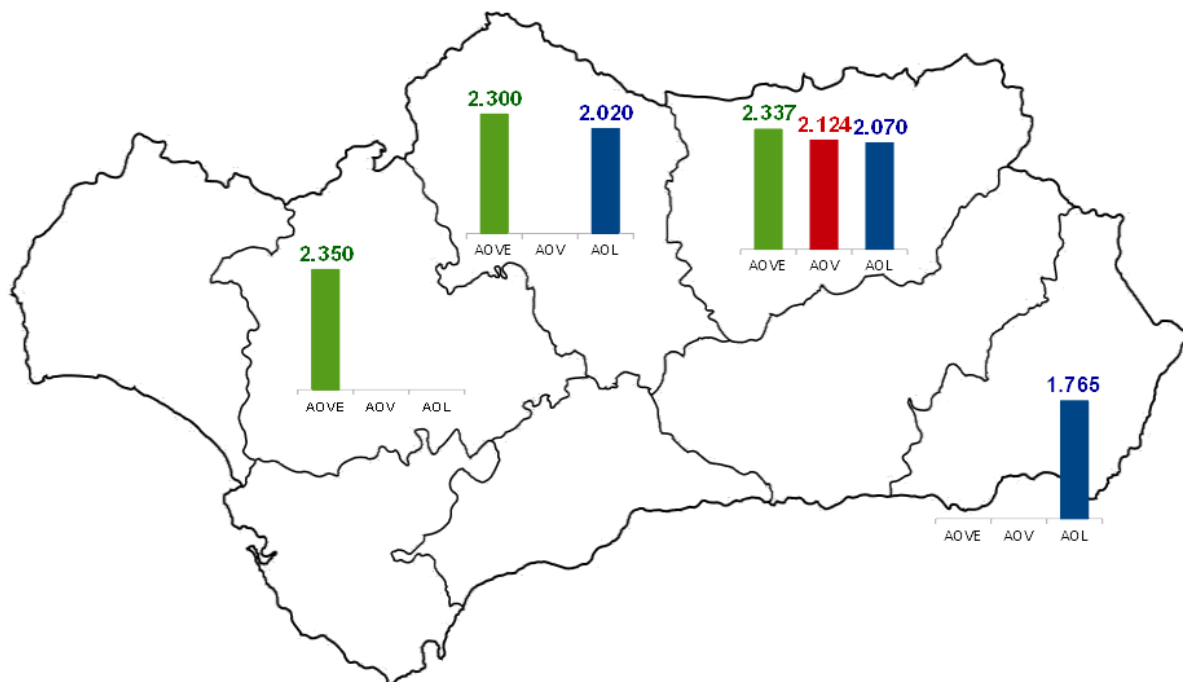 2.300
2.020
AOVE AOV AOL
2.337
2.124
2.070
AOVE AOV AOL
2.350
AOVE AOV AOL
1.765
AOVE AOV AOL